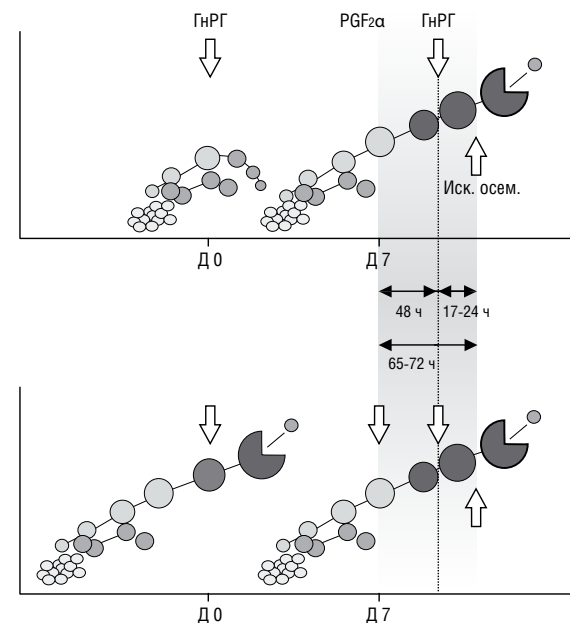 ГнРГ PGF2α ГнРГ
Иск. осем.
Д 0 Д 7
48 ч 17-24 ч
65-72 ч
Д 0 Д 7